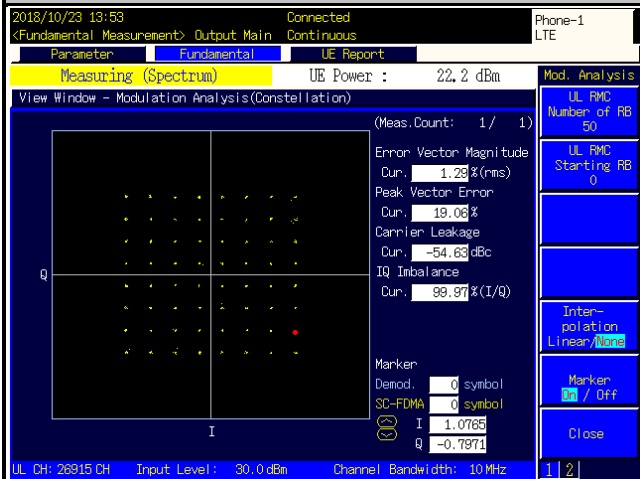 2018/10/23 13:53 Connected Phone-1
<Fundamental Measurement> Output Main Continuous LTE
Parameter Fundamental UE Report
Measuring (Spectrum) UE Power : 22.2 dBm Mod. Analysis
View Window - Modulation Analysis(Constellation)
UL RMC
Number of RB
50
(Meas.Count: 1/ 1)
Error Vector Magnitude
Cur. 1.29 %(rms)
UL RMC
Starting RB
0
Peak Vector Error
Cur. 19.06 %
Carrier Leakage
Cur. -54.63 dBc
IQ Imbalance
Cur. 99.97 %(I/Q)
Q
Inter-
polation
Linear/None
Marker
Demod. 0 symbol
SC-FDMA 0 symbol
I 1.0765
Q -0.7971
Marker
On / Off
I
Close
UL CH: 26915 CH Input Level: 30.0 dBm Channel Bandwidth: 10 MHz 1 2